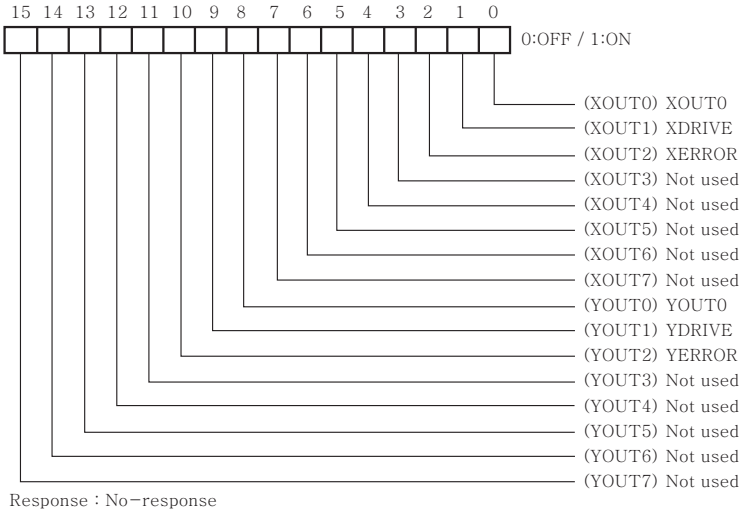 15 14 13 12 11 10 9 8 7 6 5 4 3 2 1 0
0:OFF / 1:ON
(XOUT0) XOUT0
(XOUT1) XDRIVE
(XOUT2) XERROR
(XOUT3) Not used
(XOUT4) Not used
(XOUT5) Not used
(XOUT6) Not used
(XOUT7) Not used
(YOUT0) YOUT0
(YOUT1) YDRIVE
(YOUT2) YERROR
(YOUT3) Not used
(YOUT4) Not used
(YOUT5) Not used
(YOUT6) Not used
(YOUT7) Not used
Response : No-response